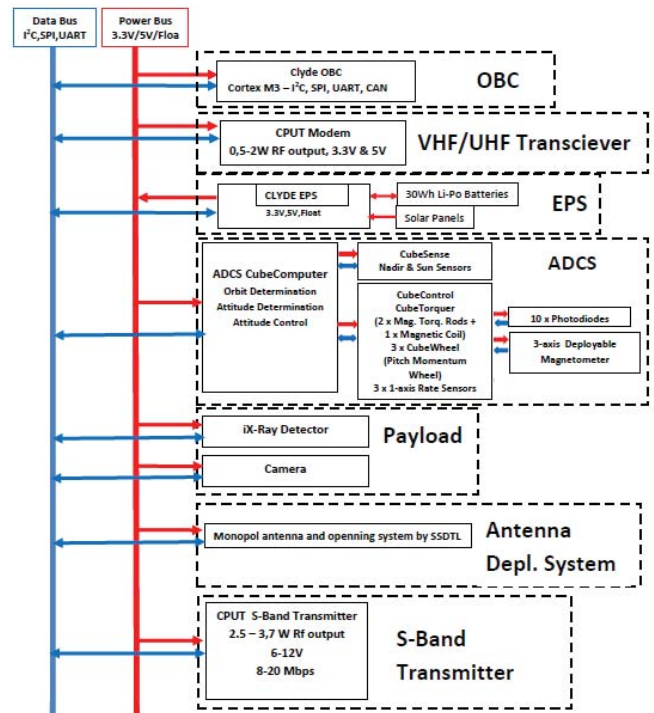 Data Bus
I²C,SPI,UART
Power Bus
3.3V/5V/Floa
Clyde OBC
Cortex M3 – I²C, SPI, UART, CAN
OBC
CPUT Modem
0,5-2W RF output, 3.3V & 5V
VHF/UHF Transciever
CLYDE EPS
3.3V,5V,Float
30Wh Li-Po Batteries
Solar Panels
EPS
ADCS CubeComputer
Orbit Determination
Attitude Determination
Attitude Control
CubeSense
Nadir & Sun Sensors
ADCS
CubeControl
CubeTorquer
(2 x Mag. Torq. Rods +
1 x Magnetic Coil)
3 x CubeWheel
(Pitch Momentum
Wheel)
3 x 1-axis Rate Sensors
10 x Photodiodes
3-axis Deployable
Magnetometer
iX-Ray Detector
Payload
Camera
Monopol antenna and openning system by SSDTL
Antenna
Depl. System
CPUT S-Band Transmitter
2.5 – 3,7 W Rf output
6-12V
8-20 Mbps
S-Band
Transmitter